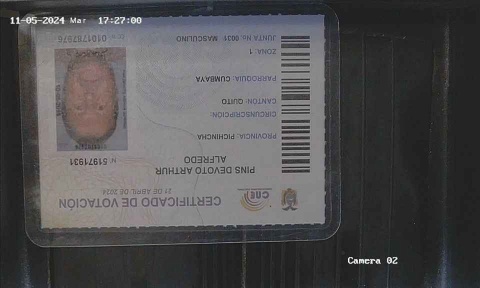 11-05-2024 Mar 17:27:00
CERTIFICADO DE VOTACIÓN
21 DE ABRIL DE 2024
CNE
PINS DEVOTO ARTHUR
ALFREDO
N° 51971931
PROVINCIA: PICHINCHA
CIRCUNSCRIPCIÓN:
CANTÓN: QUITO
PARROQUIA: CUMBAYA
ZONA: 1
JUNTA No. 0031 MASCULINO
Camera 02